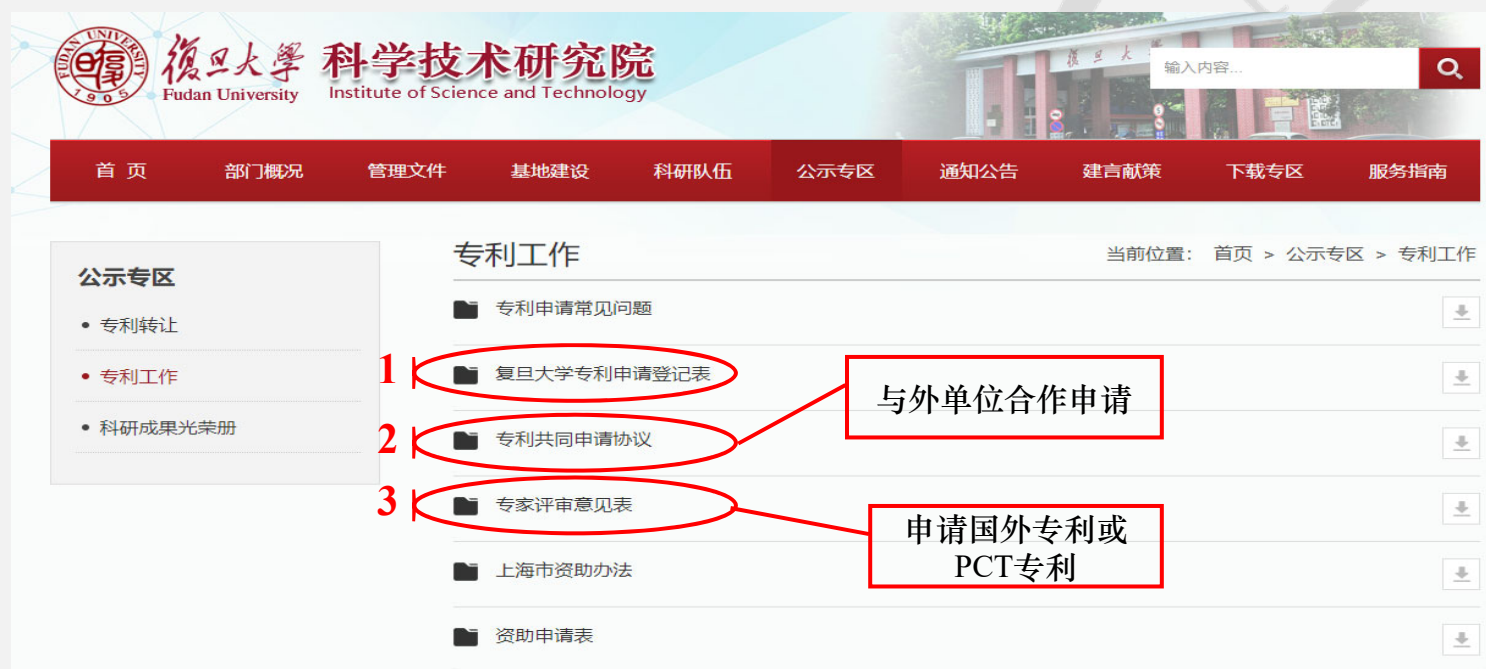 FUDAN UNIVERSITY
1905
復旦大學 科学技术研究院
Fudan University Institute of Science and Technology
復旦大
输入内容...
首 页 部门概况 管理文件 基地建设 科研队伍 公示专区 通知公告 建言献策 下载专区 服务指南
专利工作 当前位置: 首页 > 公示专区 > 专利工作
公示专区
• 专利转让
• 专利工作
• 科研成果光荣册
专利申请常见问题
1 复旦大学专利申请登记表
与外单位合作申请
2 专利共同申请协议
3 专家评审意见表
申请国外专利或
PCT专利
上海市资助办法
资助申请表